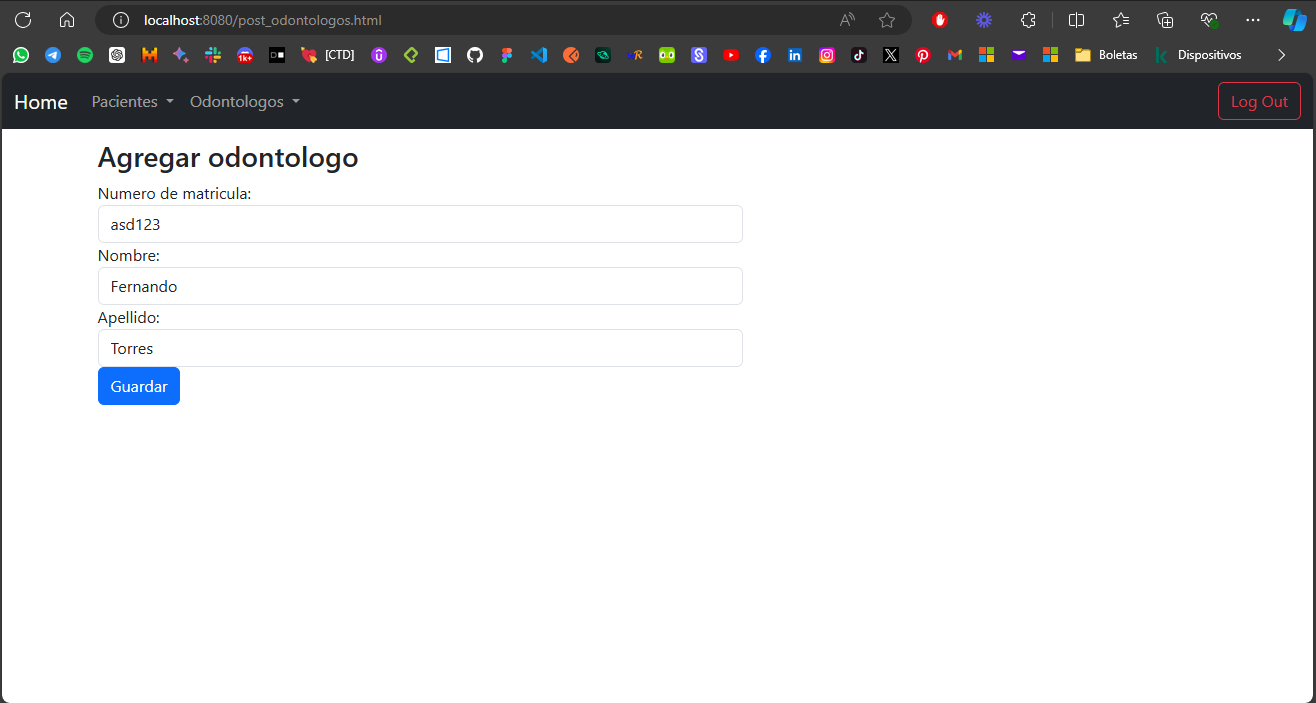 localhost:8080/post_odontologos.html
1k+
[CTD]
Boletas
Dispositivos
Home
Pacientes
Odontologos
Log Out
Agregar odontologo
Numero de matricula:
asd123
Nombre:
Fernando
Apellido:
Torres
Guardar